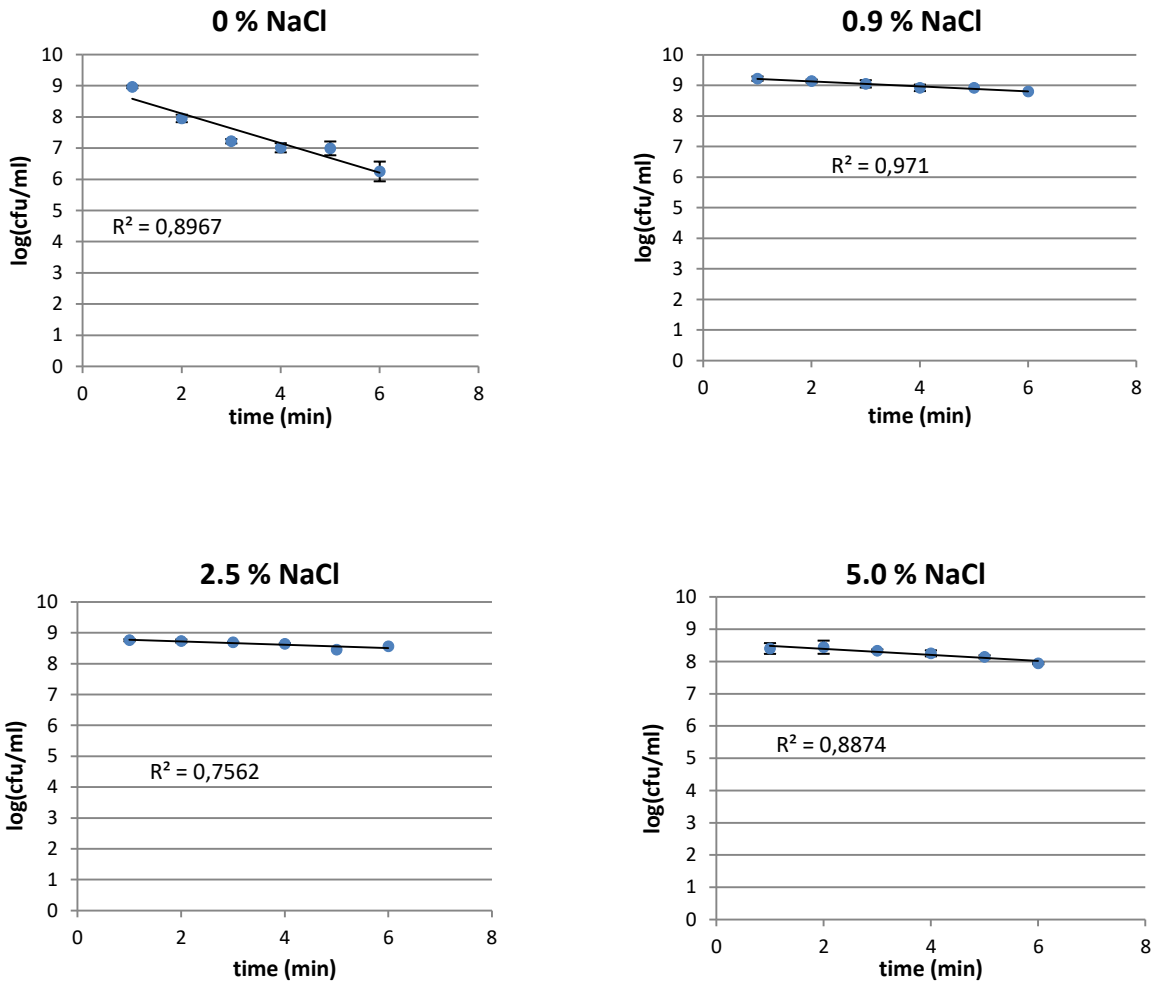 0 % NaCl
10
9
8
7
6
5
4
3
2
1
0
log(cfu/ml)
R² = 0,8967
0 2 4 6 8
time (min)
0.9 % NaCl
10
9
8
7
6
5
4
3
2
1
0
log(cfu/ml)
R² = 0,971
0 2 4 6 8
time (min)
2.5 % NaCl
10
9
8
7
6
5
4
3
2
1
0
log(cfu/ml)
R² = 0,7562
0 2 4 6 8
time (min)
5.0 % NaCl
10
9
8
7
6
5
4
3
2
1
0
log(cfu/ml)
R² = 0,8874
0 2 4 6 8
time (min)